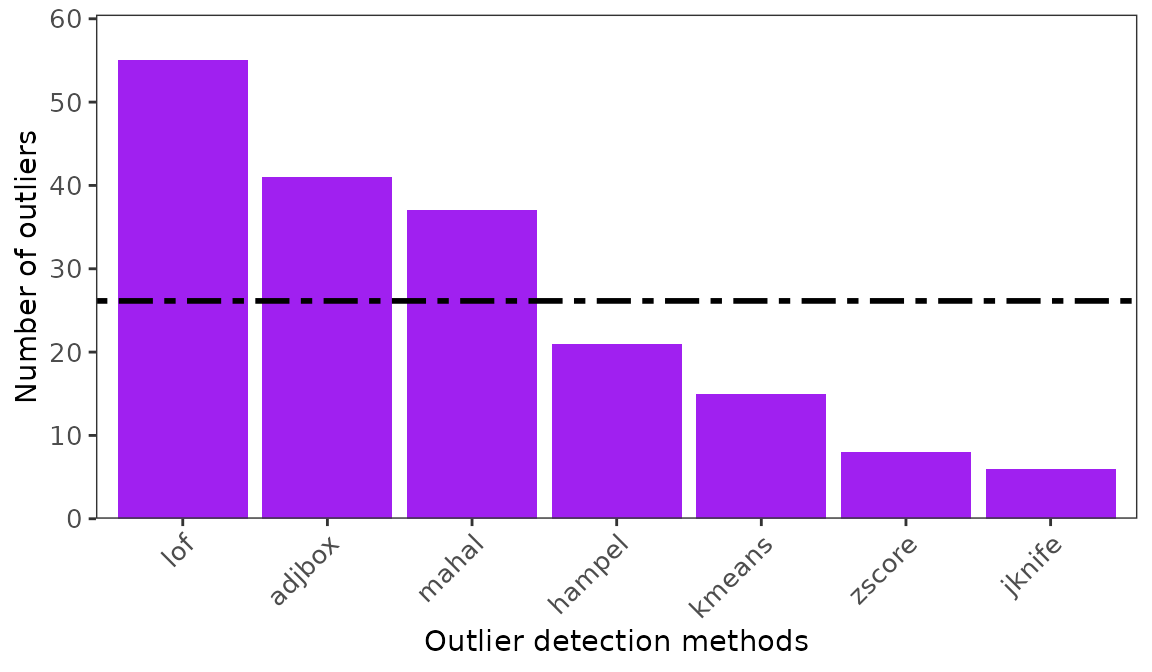 Number of outliers
60
50
40
30
20
10
0
lof
adjbox
mahal
hampel
kmeans
zscore
jknife
Outlier detection methods